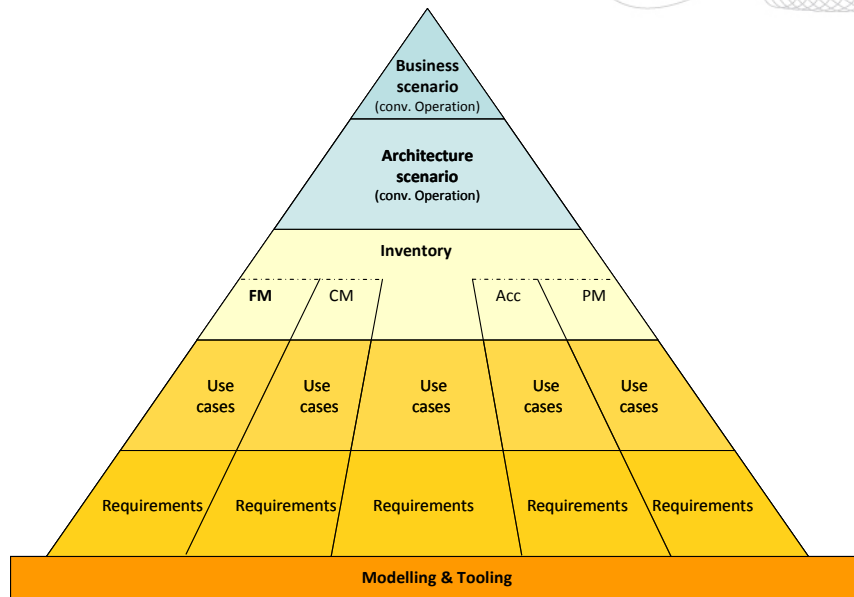 Business
scenario
(conv. Operation)
Architecture
scenario
(conv. Operation)
Inventory
FM CM Acc PM
Use Use Use Use Use
cases cases cases cases cases
Requirements Requirements Requirements Requirements Requirements
Modelling & Tooling